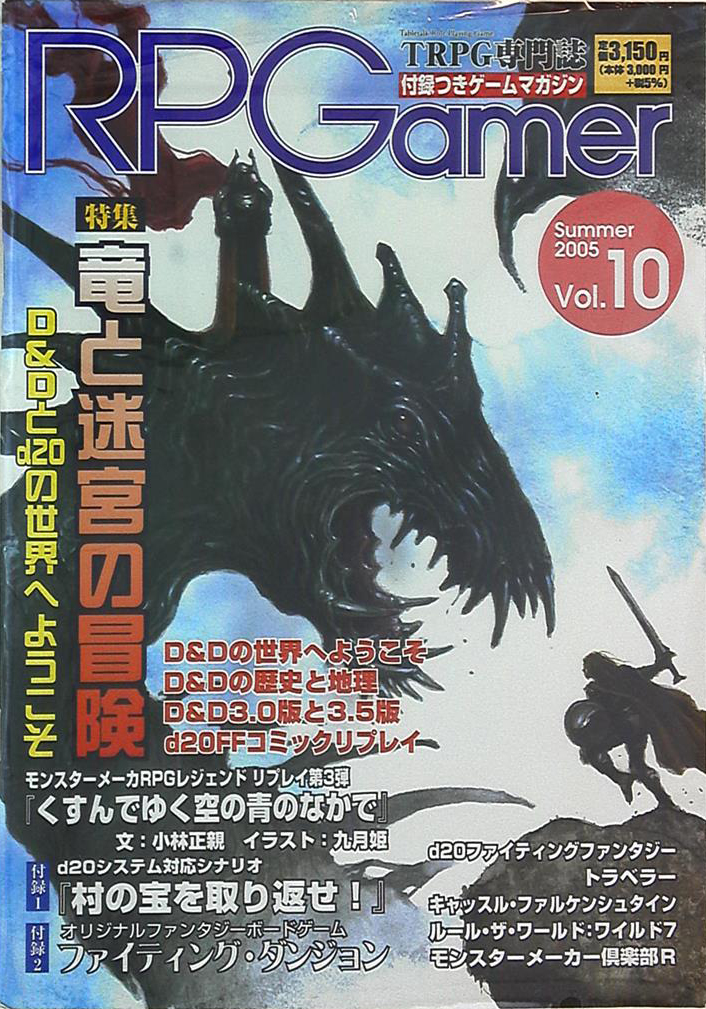 Tabletalk Role Playing Game
RPGamer
TRPG専門誌
付録つきゲームマガジン
定価3,150円
(本体 3,000 円
+税5%)
Summer
2005
Vol.10
特集
竜と迷宮の冒険
D&Dとd20の世界へようこそ
D&Dの世界へようこそ
D&Dの歴史と地理
D&D3.0版と3.5版
d20FFコミックリプレイ
モンスターメーカRPGレジェンド リプレイ第3弾
『くすんでゆく空の青のなかで』
文:小林正親 イラスト:九月姫
付録1
d20システム対応シナリオ
『村の宝を取り返せ!』
付録2
オリジナルファンタジーボードゲーム
ファイティング・ダンジョン
d20ファイティングファンタジー
トラベラー
キャッスル・ファルケンシュタイン
ルール・ザ・ワールド:ワイルド7
モンスターメーカー倶楽部R